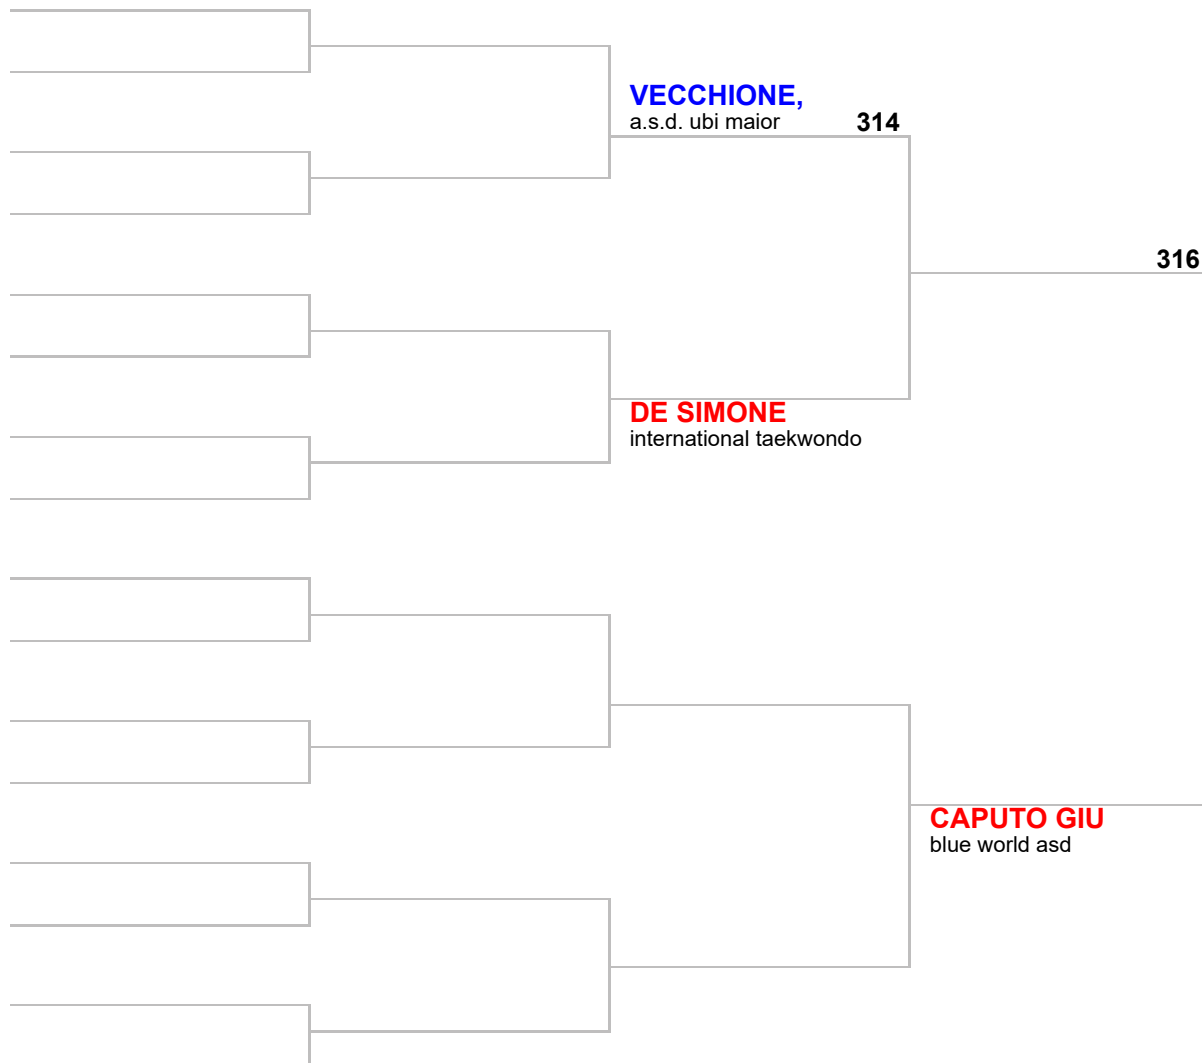 VECCHIONE,
a.s.d. ubi maior
314
316
DE SIMONE
international taekwondo
CAPUTO GIU
blue world asd